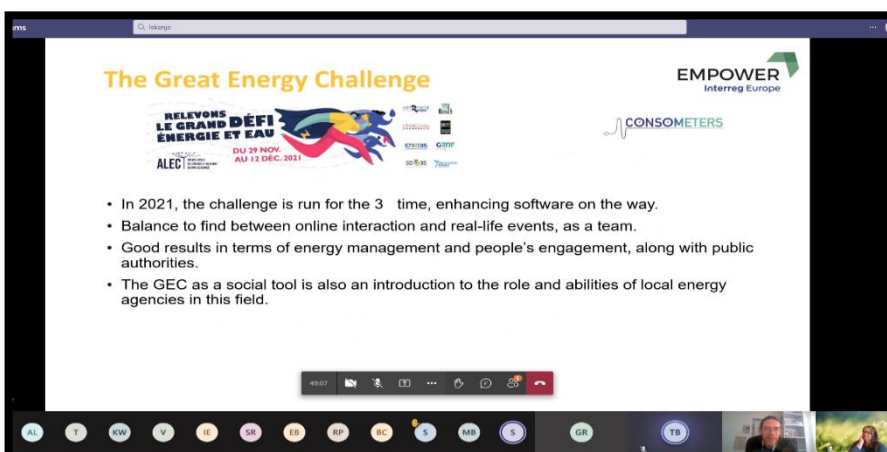 ms
Iskanje
The Great Energy Challenge
EMPOWER
Interreg Europe
RELEVONS
LE GRAND DÉFI
ÉNERGIE ET EAU
DU 29 NOV.
AU 12 DÉC. 2021
ALEC
CONSOMETERS
GRDF
• In 2021, the challenge is run for the 3 time, enhancing software on the way.
• Balance to find between online interaction and real-life events, as a team.
• Good results in terms of energy management and people's engagement, along with public
authorities.
• The GEC as a social tool is also an introduction to the role and abilities of local energy
agencies in this field.
49:07
AL T KW V IE SR EB RP BC S MB S GR TB